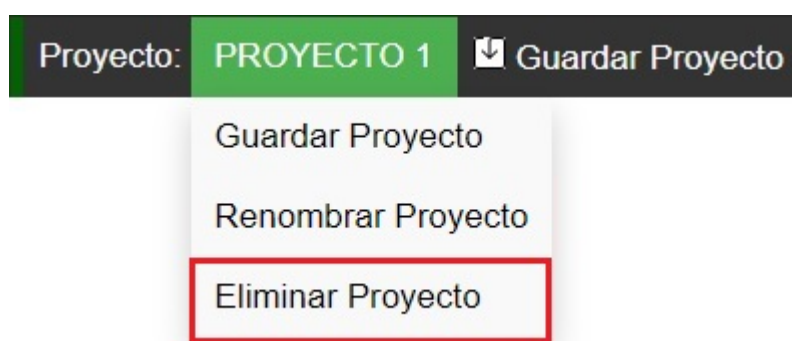 Proyecto: PROYECTO 1 Guardar Proyecto
Guardar Proyecto
Renombrar Proyecto
Eliminar Proyecto